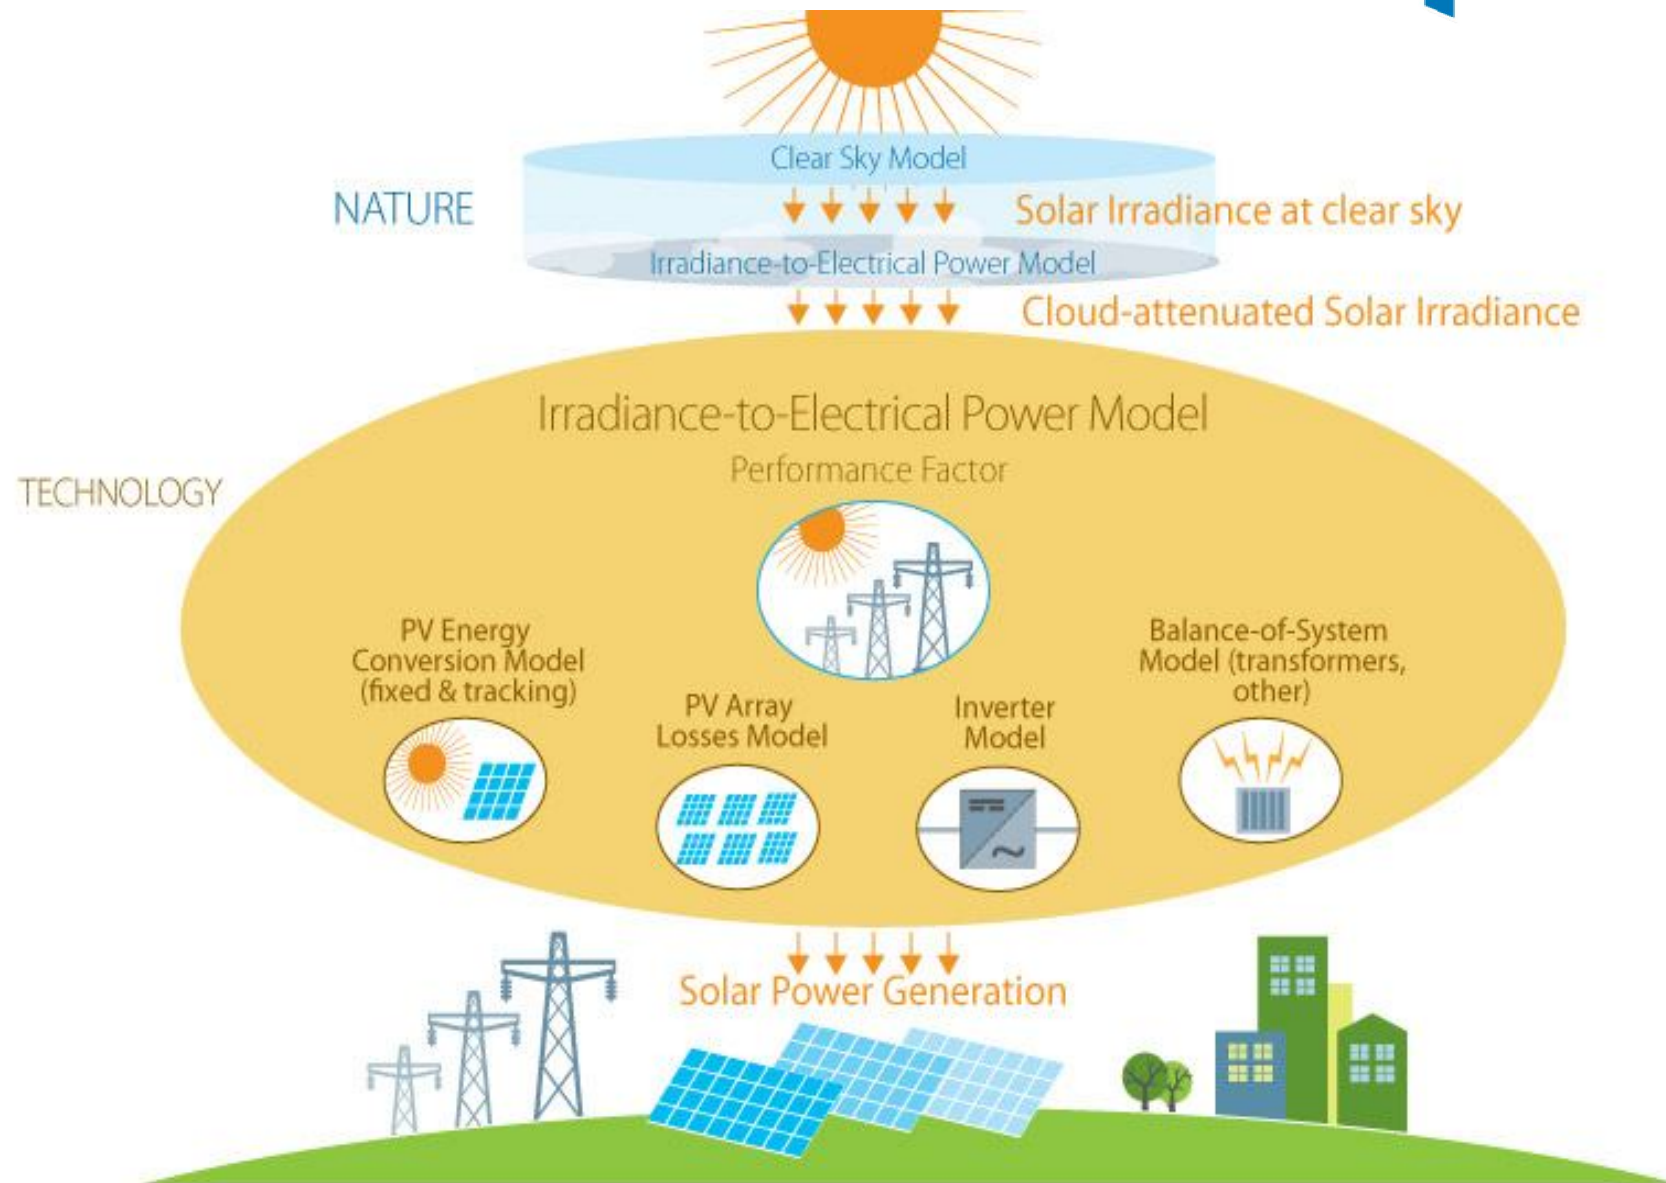 Clear Sky Model
NATURE
Solar Irradiance at clear sky
Irradiance-to-Electrical Power Model
Cloud-attenuated Solar Irradiance
Irradiance-to-Electrical Power Model
Performance Factor
TECHNOLOGY
PV Energy
Conversion Model
(fixed & tracking)
PV Array
Losses Model
Inverter
Model
Balance-of-System
Model (transformers,
other)
Solar Power Generation